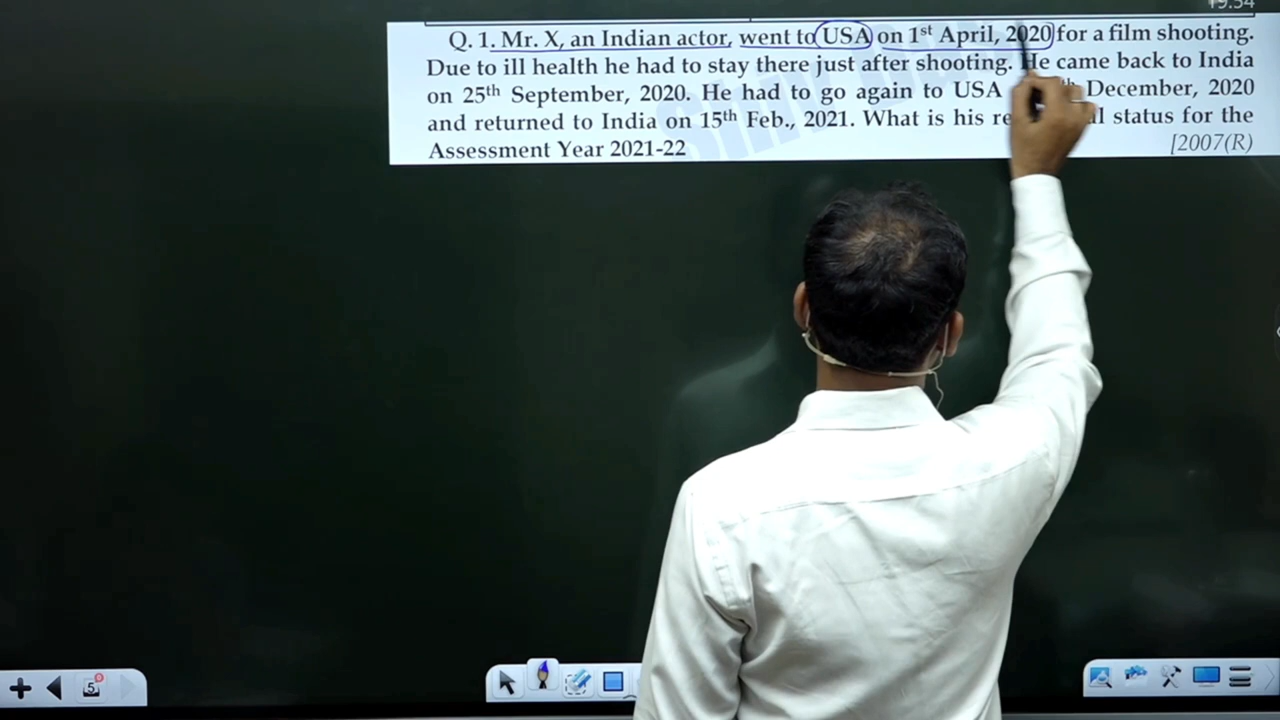 19:54
Q. 1. Mr. X, an Indian actor, went to USA on 1st April, 2020 for a film shooting.
Due to ill health he had to stay there just after shooting. He came back to India
on 25th September, 2020. He had to go again to USA December, 2020
and returned to India on 15th Feb., 2021. What is his status for the
Assessment Year 2021-22 [2007(R)
5